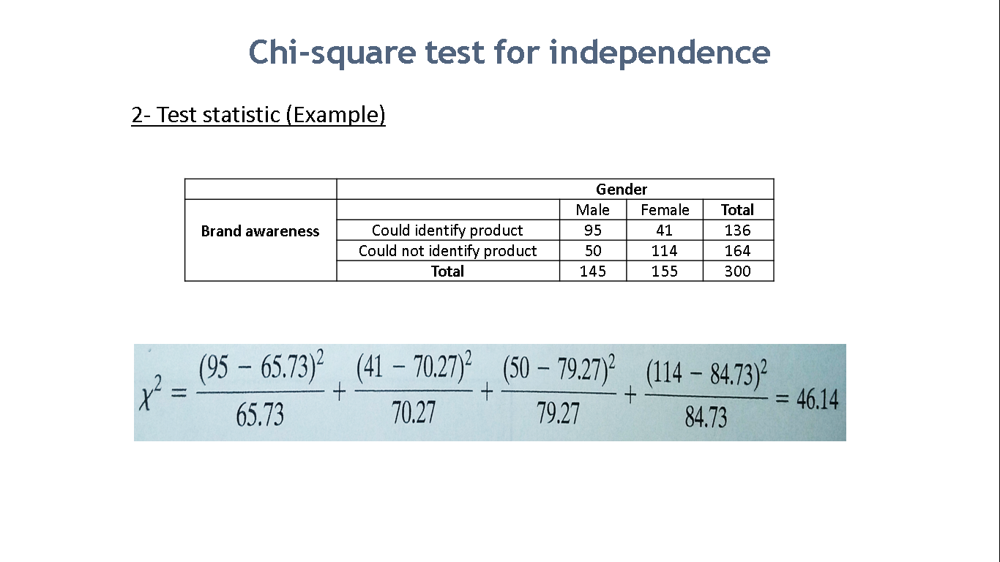 Chi-square test for independence
2- Test statistic (Example)
Gender
Male Female Total
Brand awareness Could identify product 95 41 136
Could not identify product 50 114 164
Total 145 155 300
χ² = (95 − 65.73)²/65.73 + (41 − 70.27)²/70.27 + (50 − 79.27)²/79.27 + (114 − 84.73)²/84.73 = 46.14